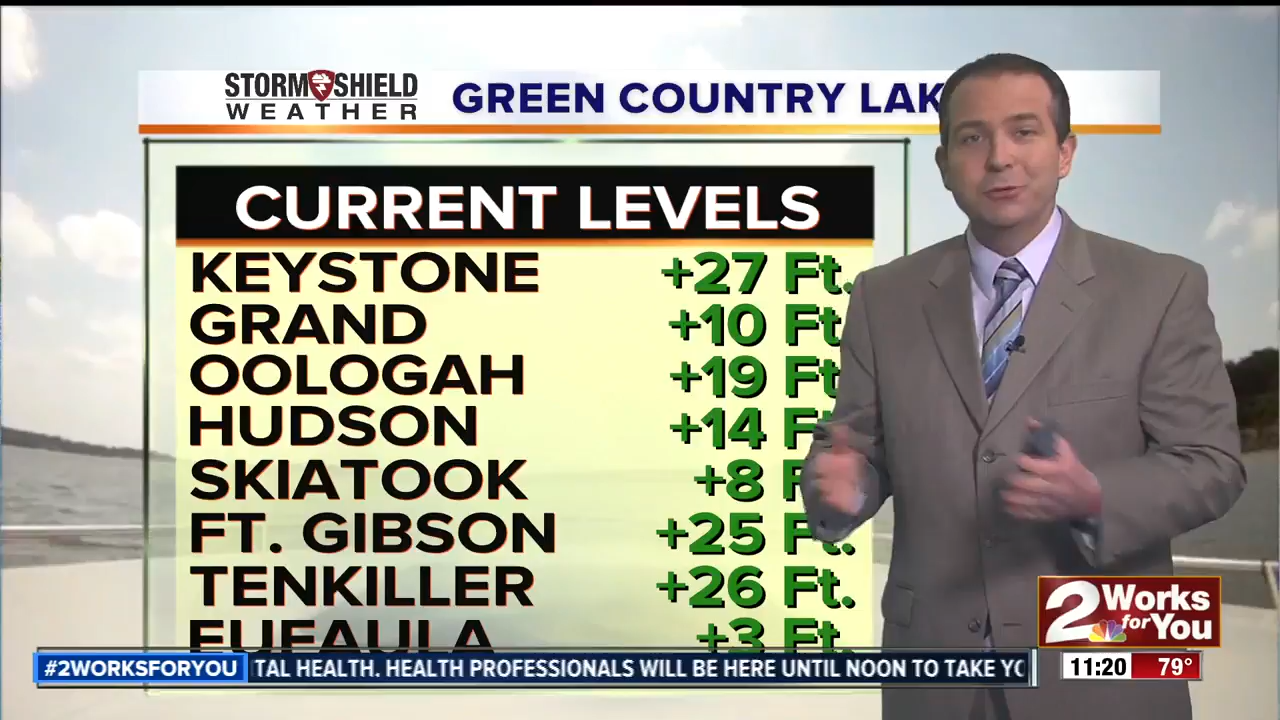 STORM SHIELD
WEATHER
GREEN COUNTRY LAK
CURRENT LEVELS
KEYSTONE +27 Ft.
GRAND +10 Ft.
OOLOGAH +19 Ft
HUDSON +14 F
SKIATOOK +8 F
FT. GIBSON +25 Ft.
TENKILLER +26 Ft.
EUFAULA +3 Ft.
2 Works for You
#2WORKSFORYOU TAL HEALTH. HEALTH PROFESSIONALS WILL BE HERE UNTIL NOON TO TAKE YO
11:20 79°